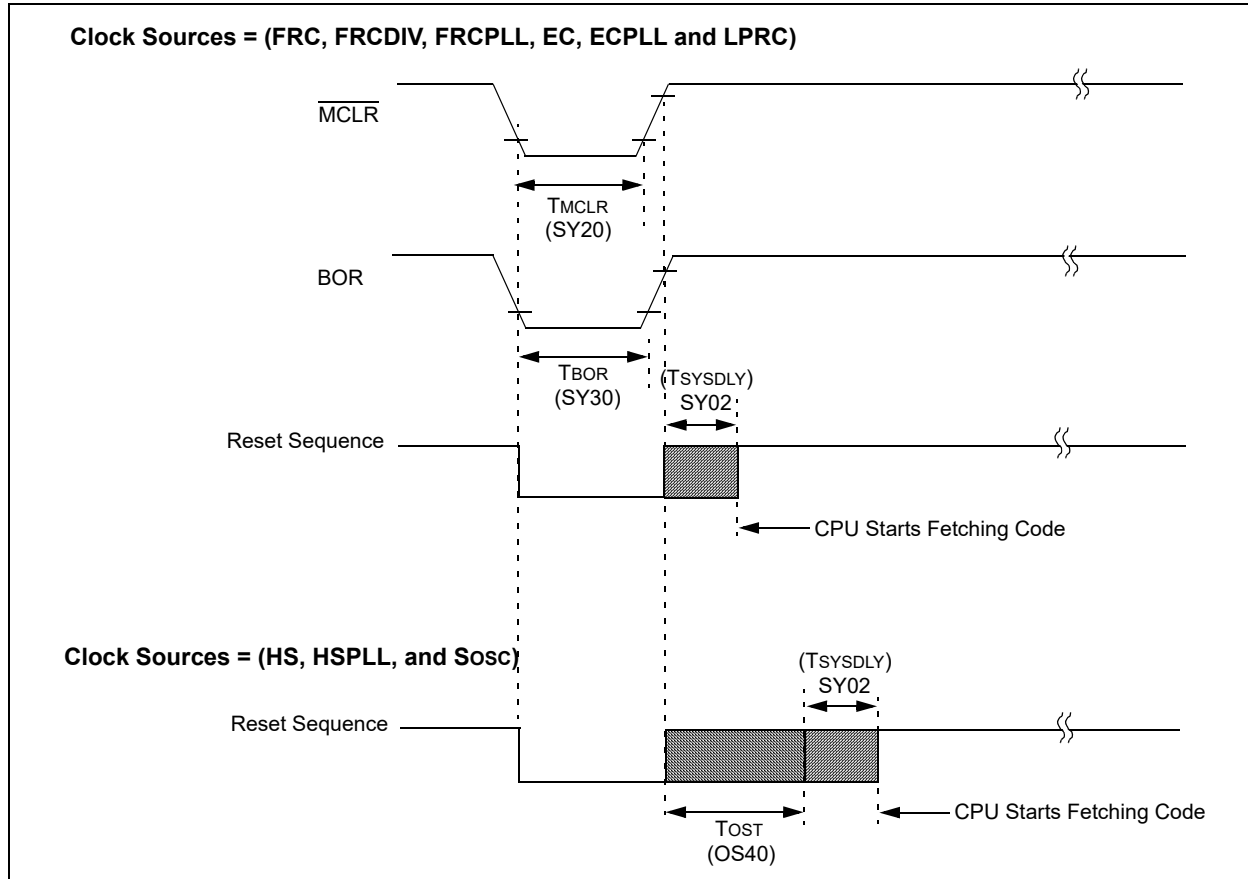 Clock Sources = (FRC, FRCDIV, FRCPLL, EC, ECPLL and LPRC)
MCLR
TMCLR
(SY20)
BOR
TBOR
(SY30)
(TSYSDLY)
SY02
Reset Sequence
CPU Starts Fetching Code
Clock Sources = (HS, HSPLL, and SOSC)
(TSYSDLY)
SY02
Reset Sequence
CPU Starts Fetching Code
TOST
(OS40)